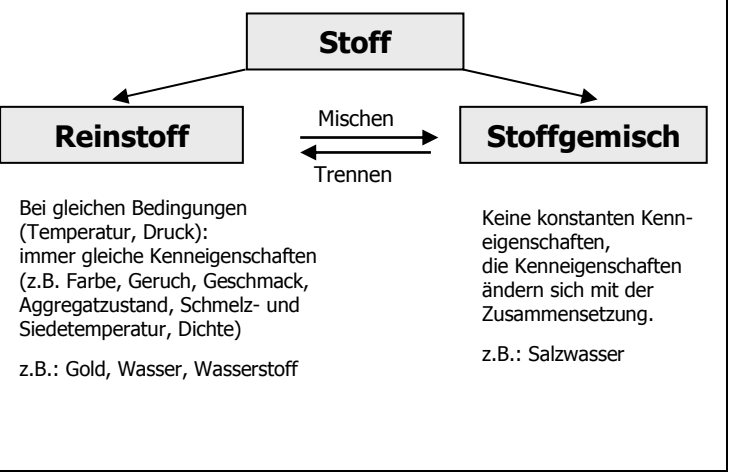 Stoff
Reinstoff
Mischen
Trennen
Stoffgemisch
Bei gleichen Bedingungen
(Temperatur, Druck):
immer gleiche Kenneigenschaften
(z.B. Farbe, Geruch, Geschmack,
Aggregatzustand, Schmelz- und
Siedetemperatur, Dichte)
z.B.: Gold, Wasser, Wasserstoff
Keine konstanten Kenn-
eigenschaften,
die Kenneigenschaften
ändern sich mit der
Zusammensetzung.
z.B.: Salzwasser